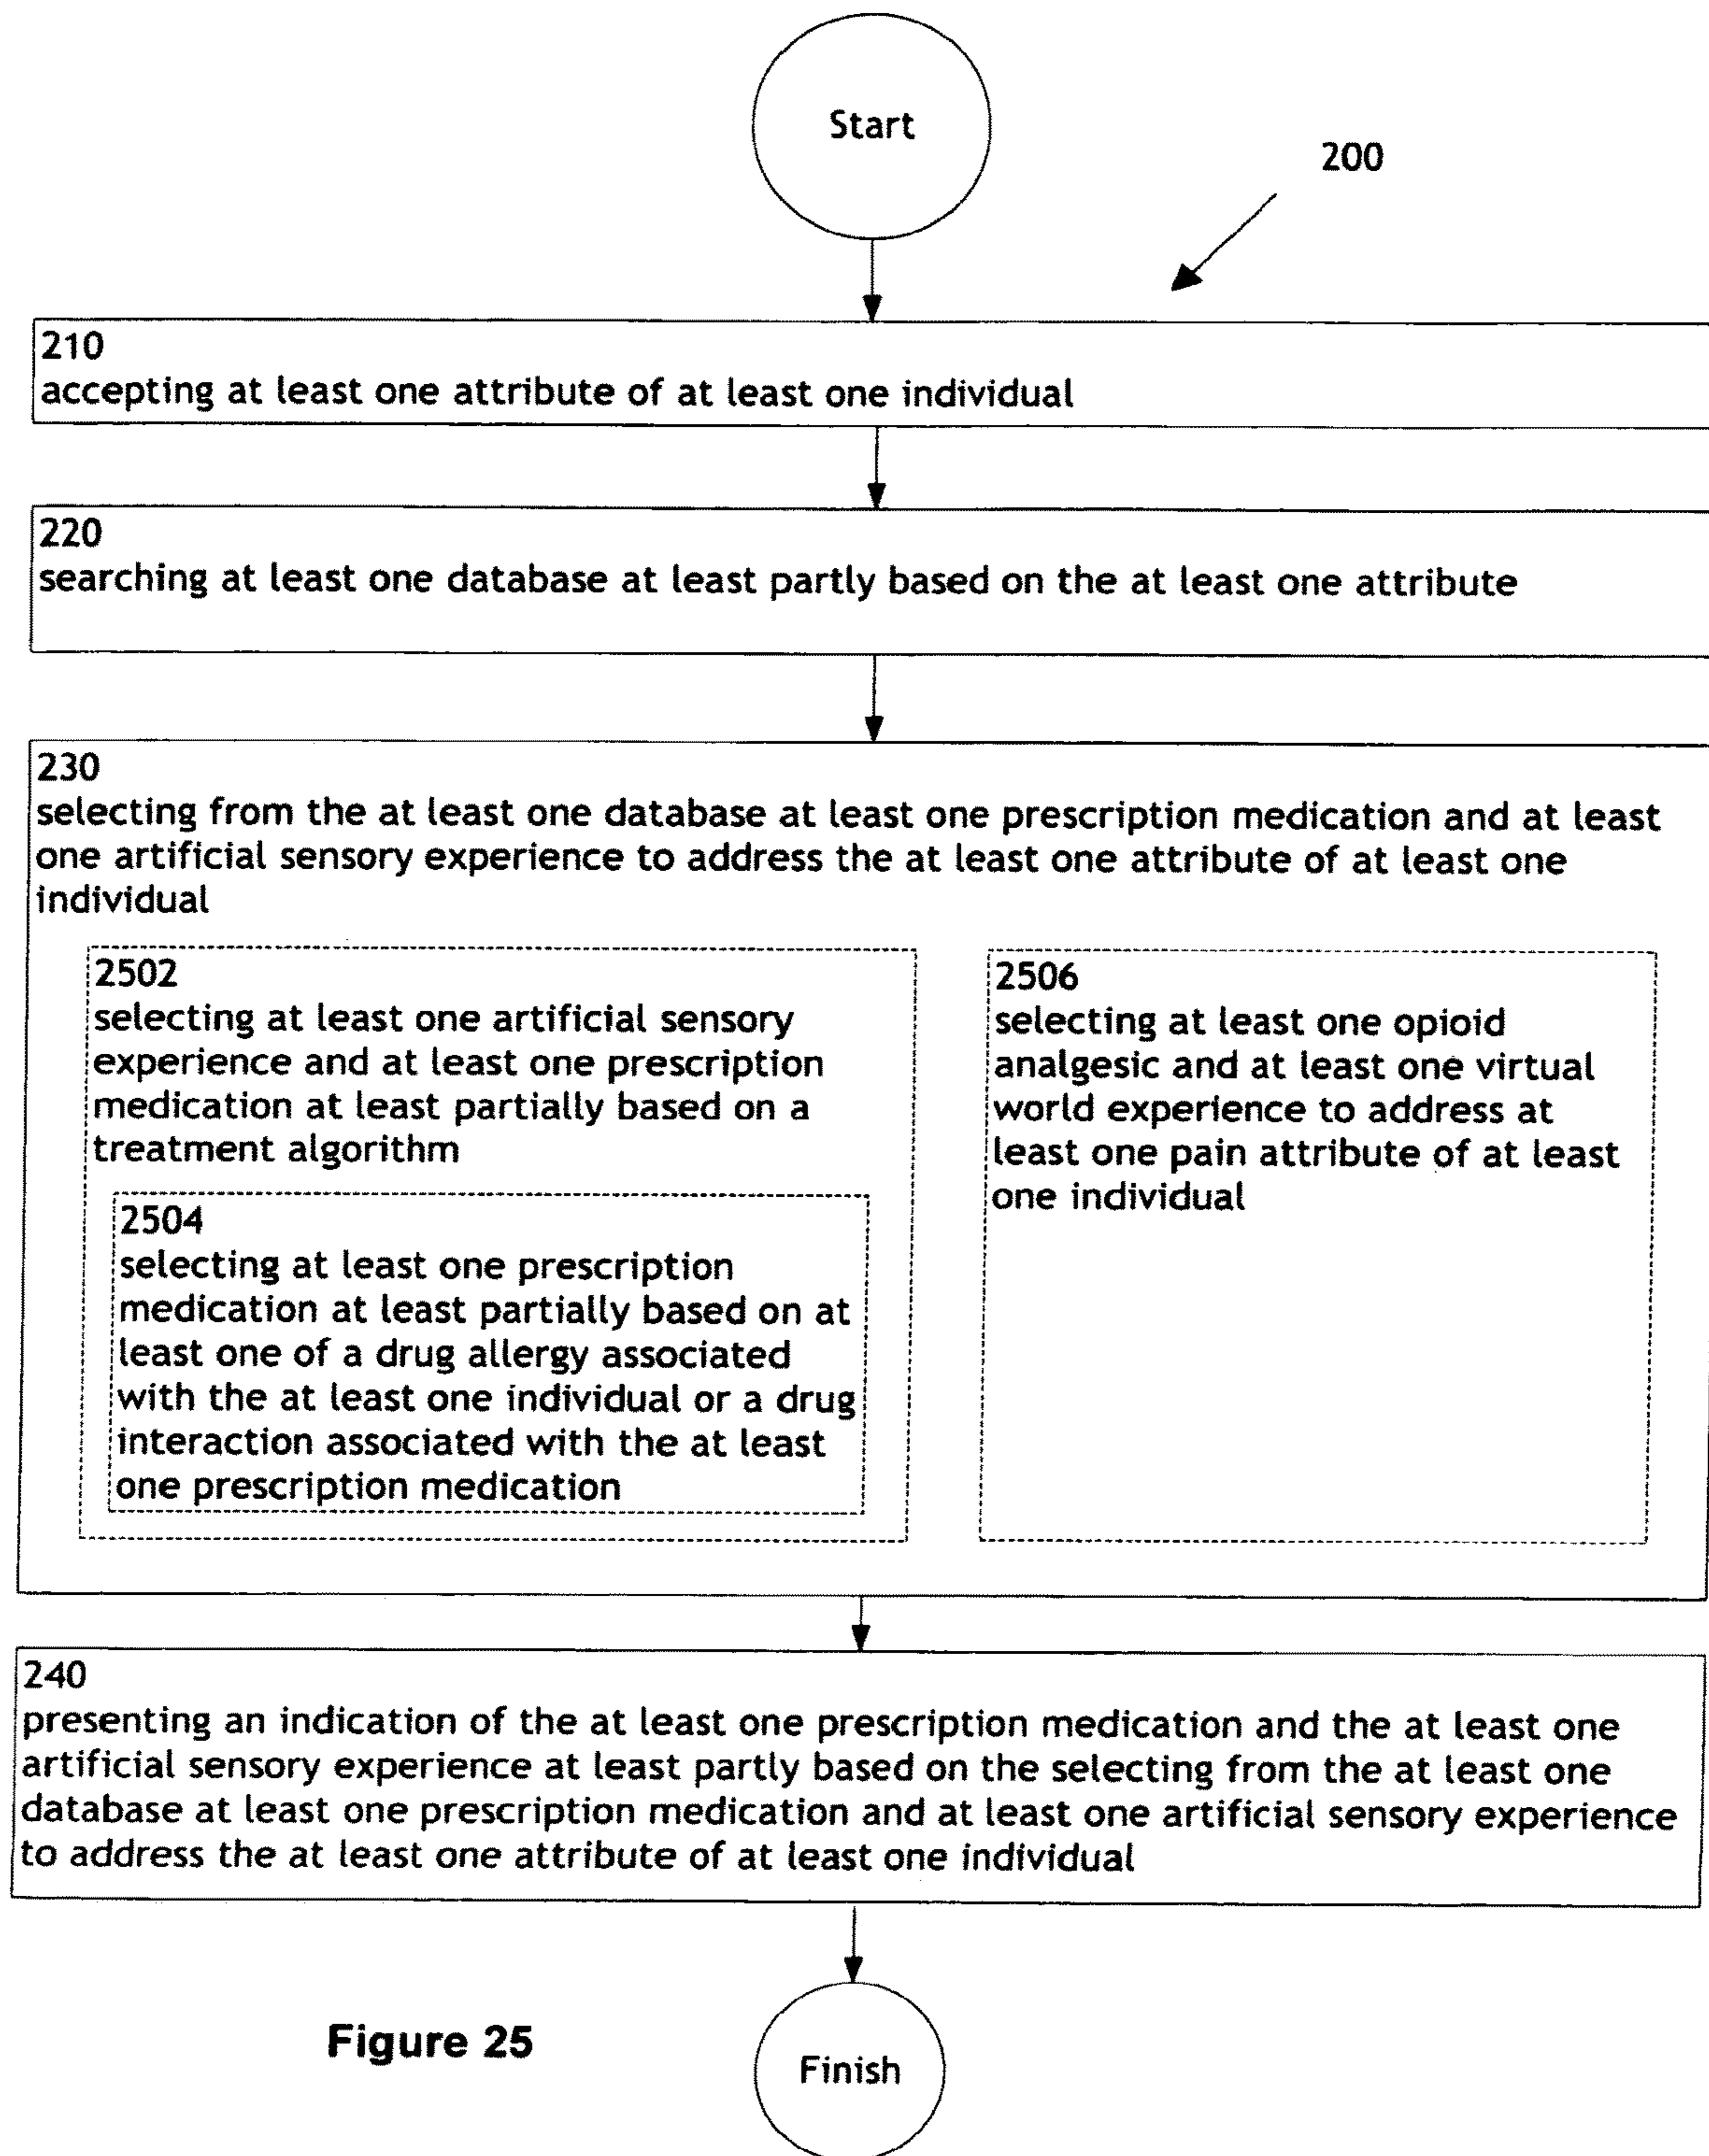 Start
200
210
accepting at least one attribute of at least one individual
220
searching at least one database at least partly based on the at least one attribute
230
selecting from the at least one database at least one prescription medication and at least
one artificial sensory experience to address the at least one attribute of at least one
individual
2502
selecting at least one artificial sensory
experience and at least one prescription
medication at least partially based on a
treatment algorithm
2504
selecting at least one prescription
medication at least partially based on at
least one of a drug allergy associated
with the at least one individual or a drug
interaction associated with the at least
one prescription medication
2506
selecting at least one opioid
analgesic and at least one virtual
world experience to address at
least one pain attribute of at least
one individual
240
presenting an indication of the at least one prescription medication and the at least one
artificial sensory experience at least partly based on the selecting from the at least one
database at least one prescription medication and at least one artificial sensory experience
to address the at least one attribute of at least one individual
Figure 25
Finish